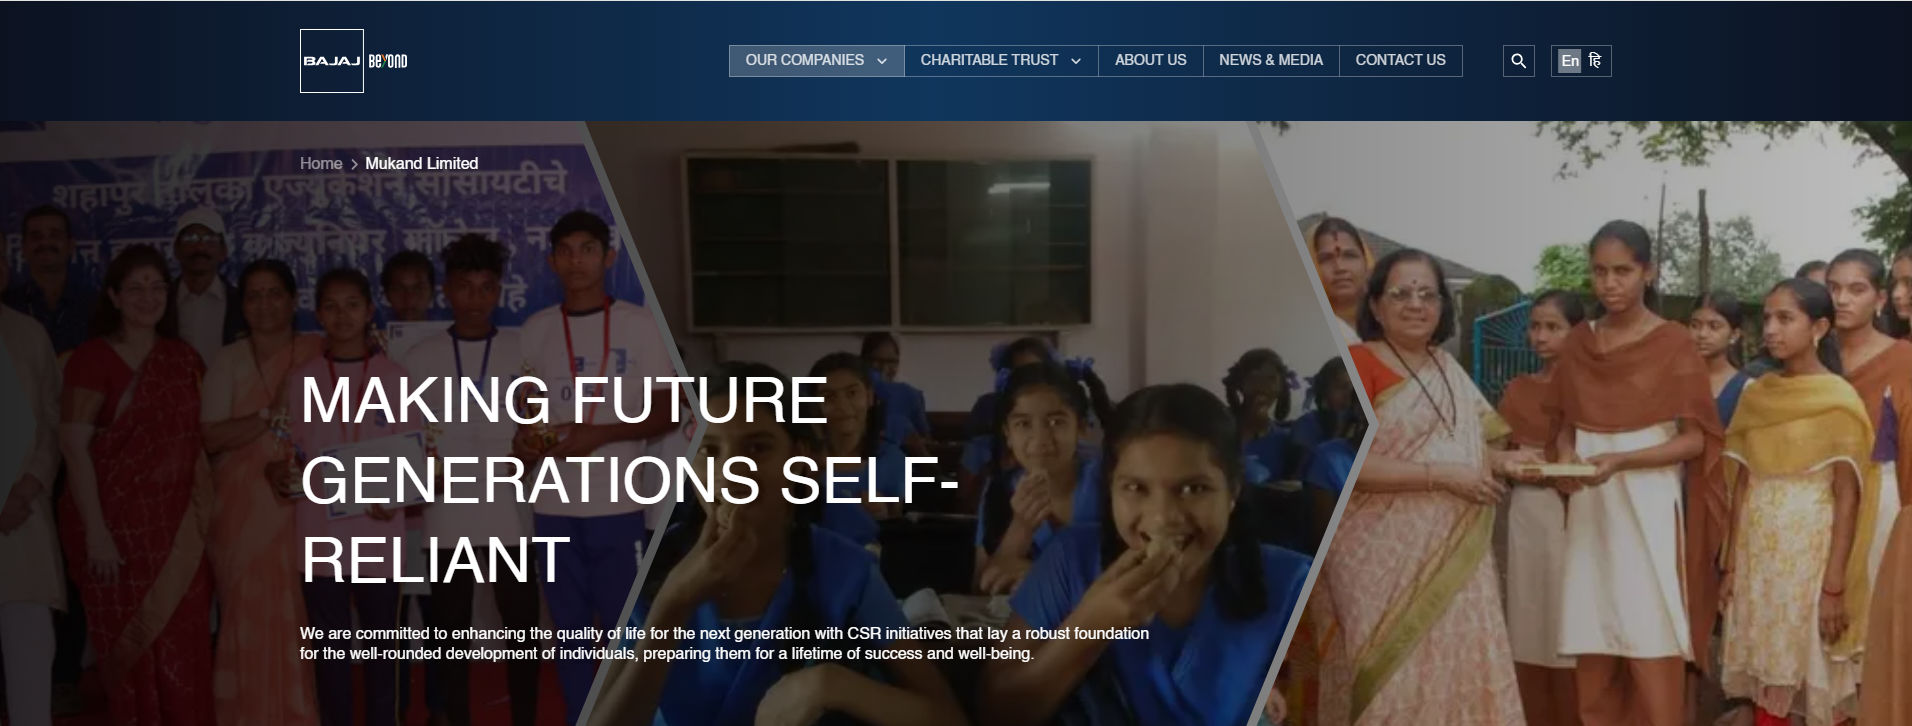 BAJAJ BEYOND
OUR COMPANIES
CHARITABLE TRUST
ABOUT US
NEWS & MEDIA
CONTACT US
En हि
Home > Mukand Limited
शहापुर तालुका एज्युकेशन सोसायटीचे
MAKING FUTURE
GENERATIONS SELF-
RELIANT
We are committed to enhancing the quality of life for the next generation with CSR initiatives that lay a robust foundation
for the well-rounded development of individuals, preparing them for a lifetime of success and well-being.